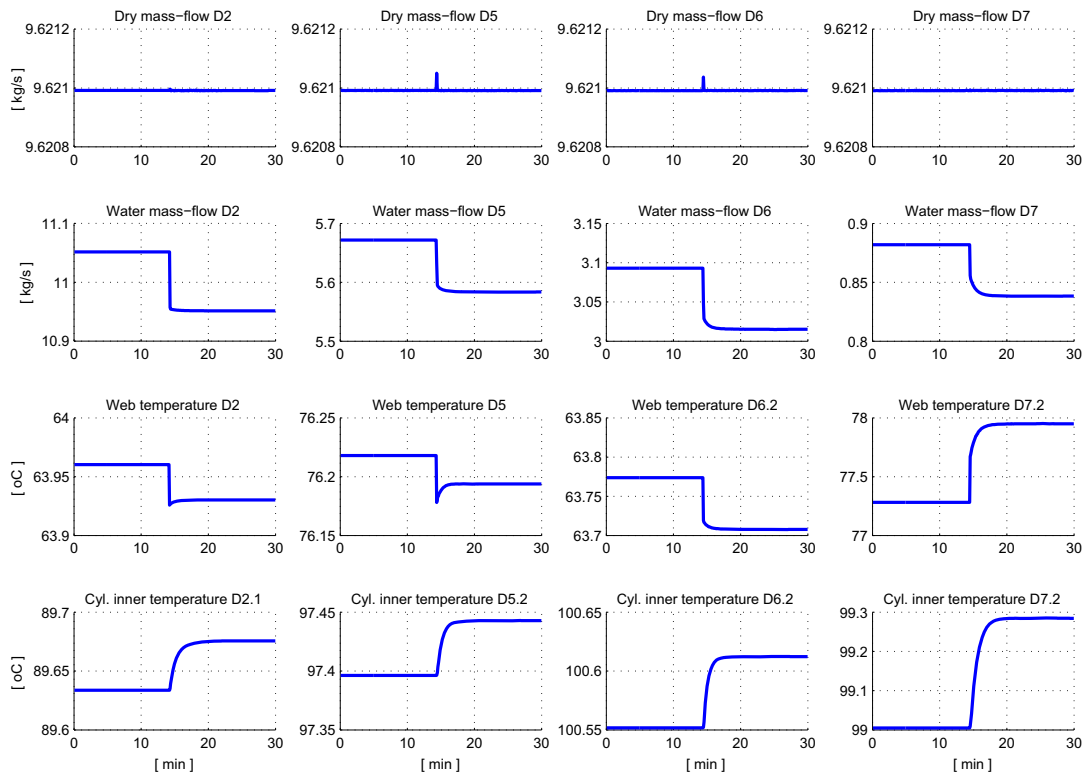 Dry mass−flow D2 Dry mass−flow D5 Dry mass−flow D6 Dry mass−flow D7
9.6212 9.6212 9.6212 9.6212
[ kg/s ] 9.621 9.621 9.621 9.621
9.6208 9.6208 9.6208 9.6208
0 10 20 30 0 10 20 30 0 10 20 30 0 10 20 30
Water mass−flow D2 Water mass−flow D5 Water mass−flow D6 Water mass−flow D7
11.1 5.7 3.15 0.9
3.1
[ kg/s ] 11 5.6 0.85
3.05
10.9 5.5 3 0.8
0 10 20 30 0 10 20 30 0 10 20 30 0 10 20 30
Web temperature D2 Web temperature D5 Web temperature D6.2 Web temperature D7.2
64 76.25 63.85 78
63.8
[ oC ] 63.95 76.2 77.5
63.75
63.9 76.15 63.7 77
0 10 20 30 0 10 20 30 0 10 20 30 0 10 20 30
Cyl. inner temperature D2.1 Cyl. inner temperature D5.2 Cyl. inner temperature D6.2 Cyl. inner temperature D7.2
89.7 97.45 100.65 99.3
99.2
[ oC ] 89.65 97.4 100.6
99.1
89.6 97.35 100.55 99
0 10 20 30 0 10 20 30 0 10 20 30 0 10 20 30
[ min ] [ min ] [ min ] [ min ]